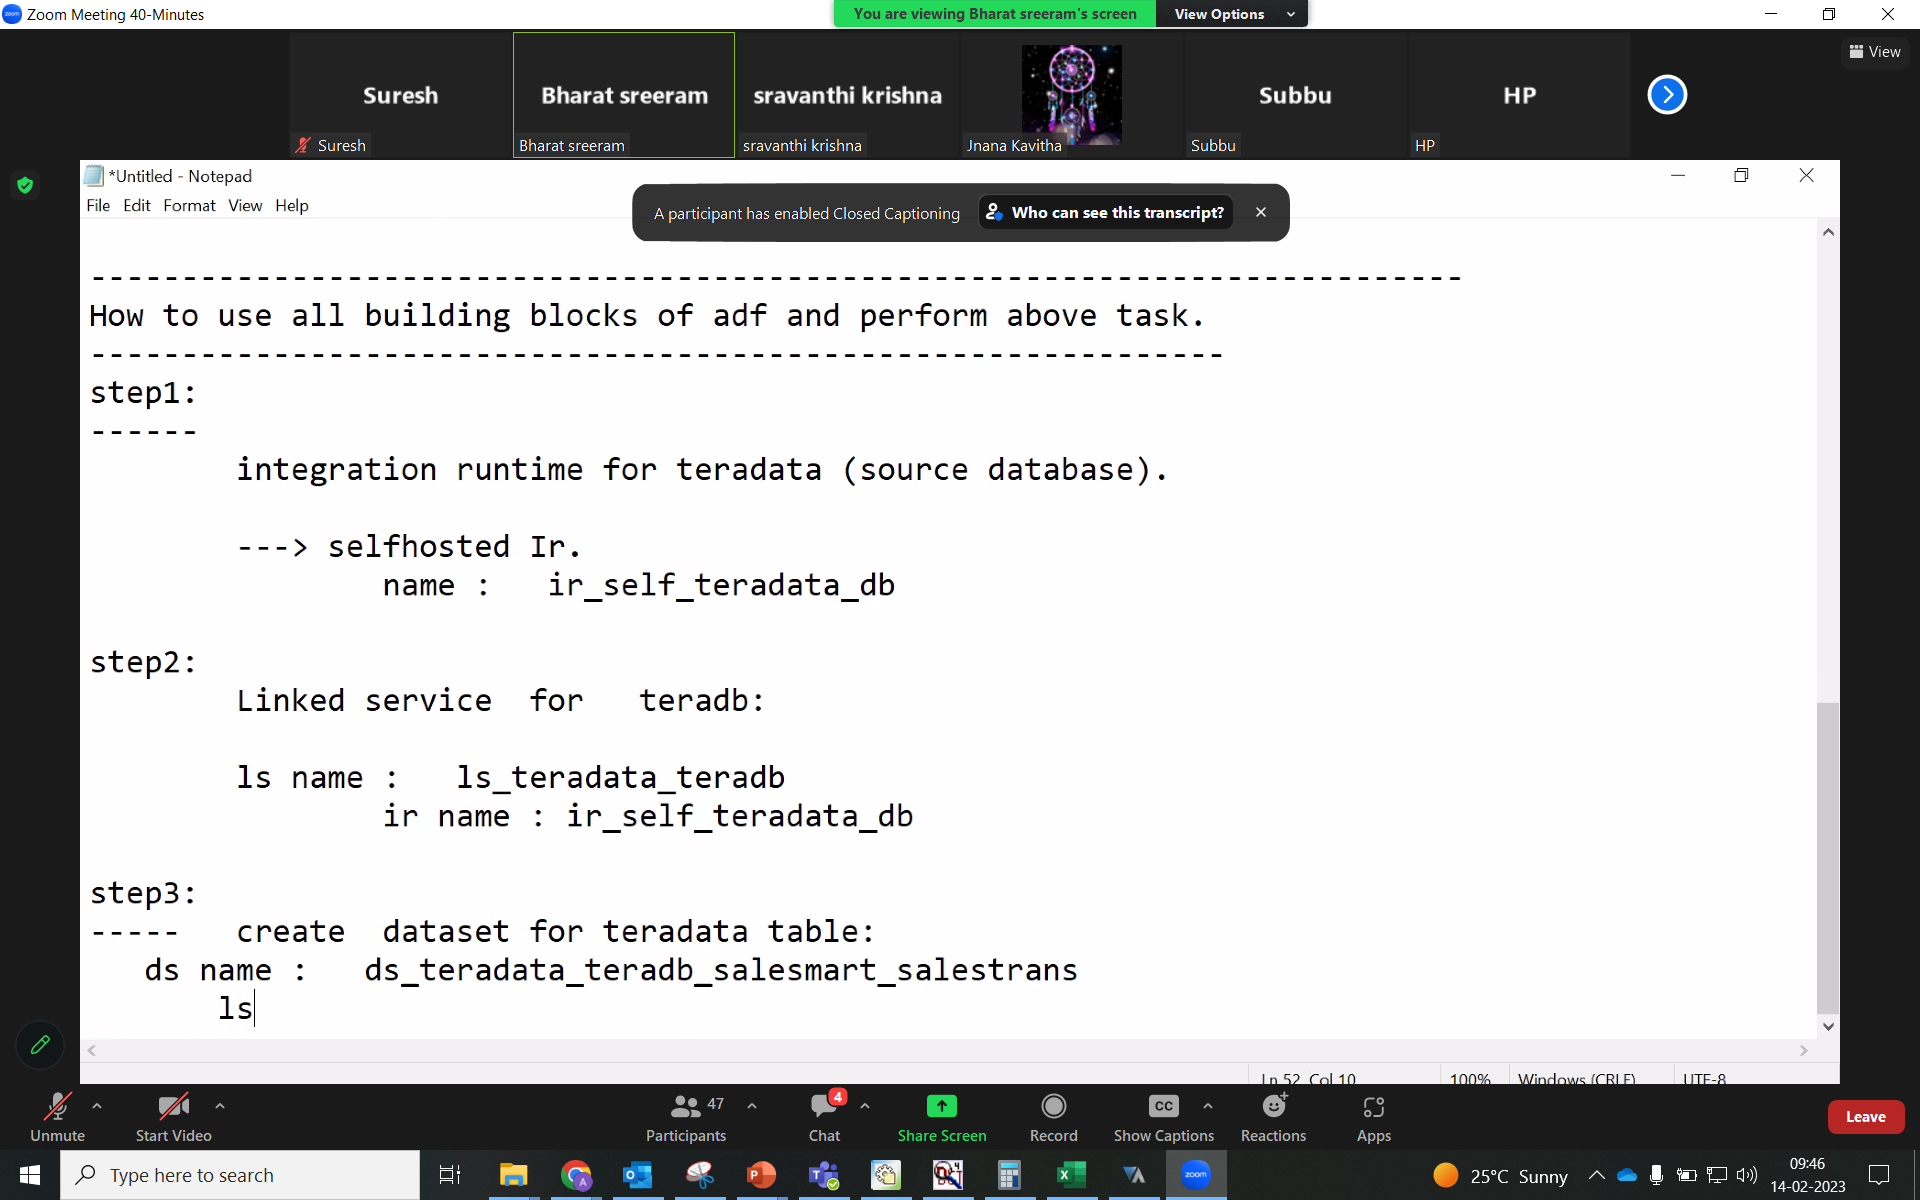 Zoom Meeting 40-Minutes
You are viewing Bharat sreeram's screen
View Options
View
Suresh
Bharat sreeram
sravanthi krishna
Subbu
HP
Suresh
Bharat sreeram
sravanthi krishna
Jnana Kavitha
Subbu
HP
*Untitled - Notepad
File Edit Format View Help
A participant has enabled Closed Captioning
Who can see this transcript?
---------------------------------------------------------------------------
How to use all building blocks of adf and perform above task.
--------------------------------------------------------------
step1:
------
integration runtime for teradata (source database).
---> selfhosted Ir.
name : ir_self_teradata_db
step2:
Linked service for teradb:
ls name : ls_teradata_teradb
ir name : ir_self_teradata_db
step3:
----- create dataset for teradata table:
ds name : ds_teradata_teradb_salesmart_salestrans
ls
Ln 52, Col 10
100%
Windows (CRLF)
UTF-8
47
4
CC
Unmute
Start Video
Participants
Chat
Share Screen
Record
Show Captions
Reactions
Apps
Leave
Type here to search
zoom
25°C Sunny
09:46
14-02-2023